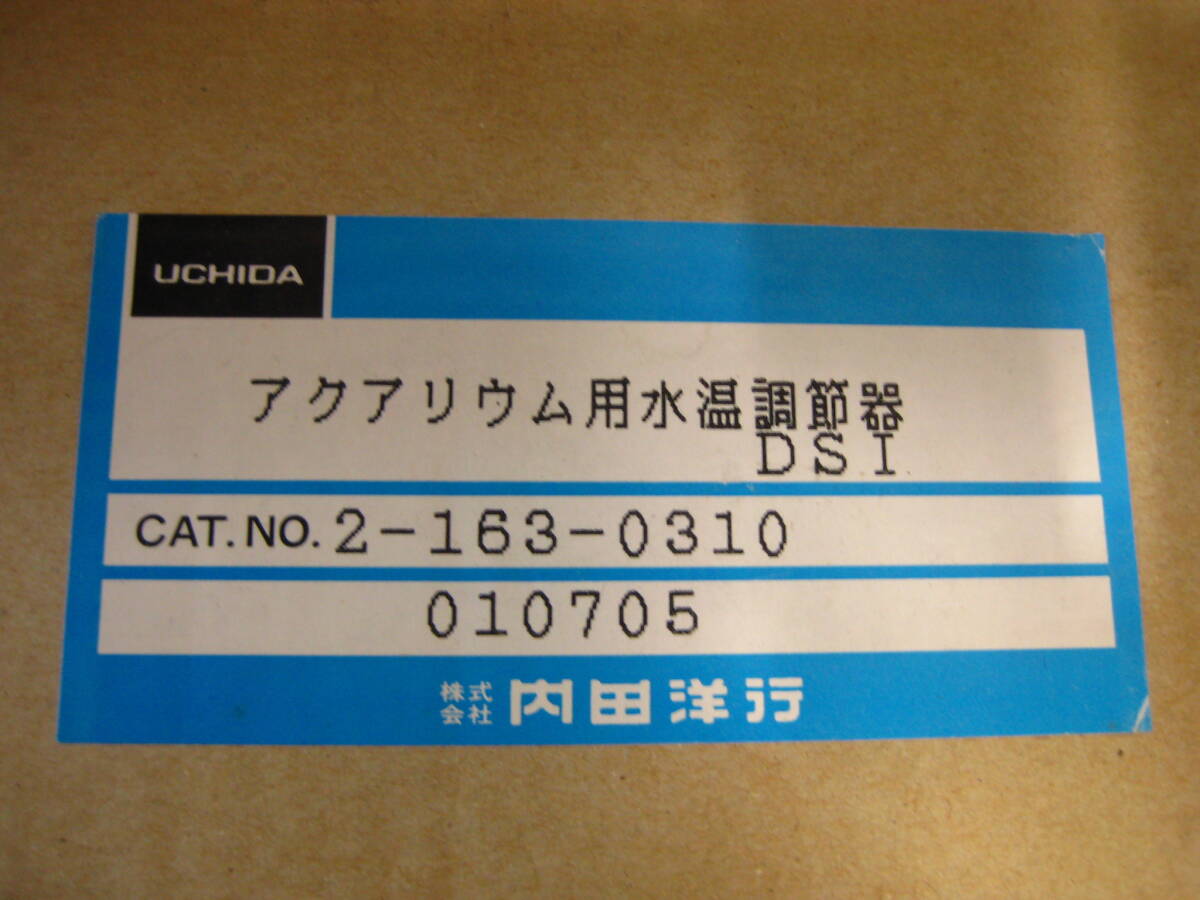 UCHIDA
アクアリウム用水温調節器
DSI
CAT.NO. 2-163-0310
010705
株式会社 内田洋行